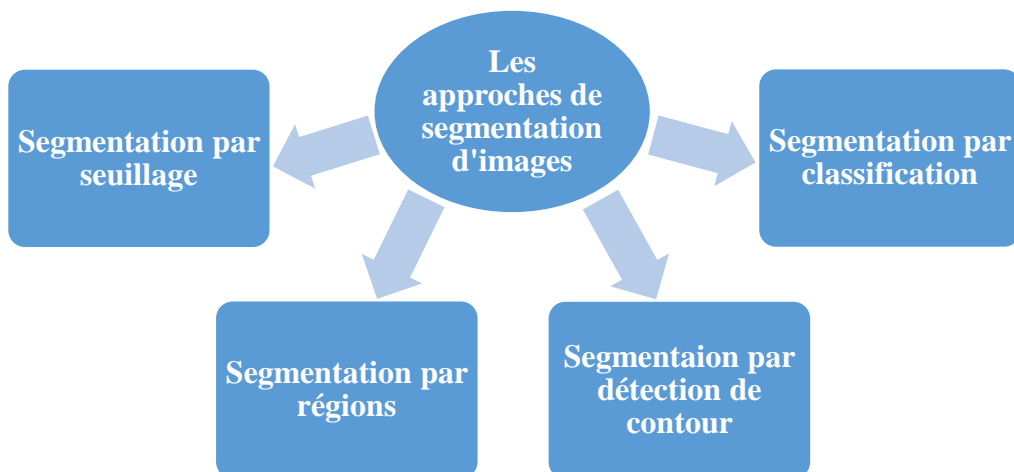 Les
approches de
segmentation
d'images
Segmentation par
seuillage
Segmentation par
classification
Segmentation par
régions
Segmentaion par
détection de
contour